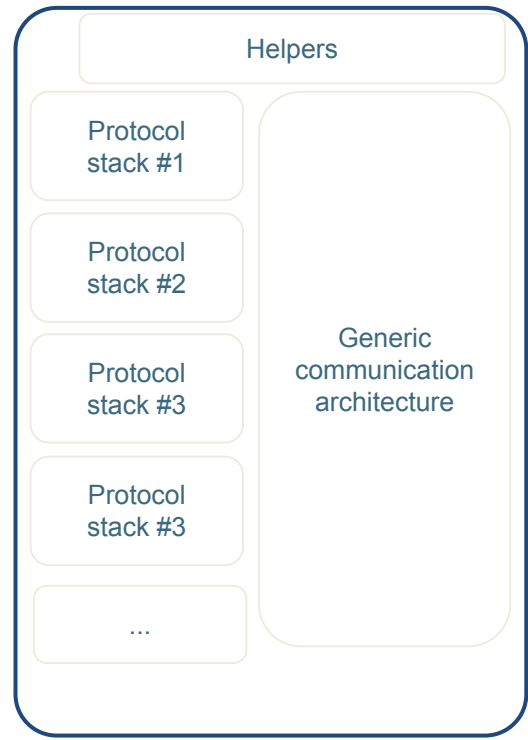 Helpers
Protocol
stack #1
Protocol
stack #2
Protocol
stack #3
Protocol
stack #3
...
Generic
communication
architecture